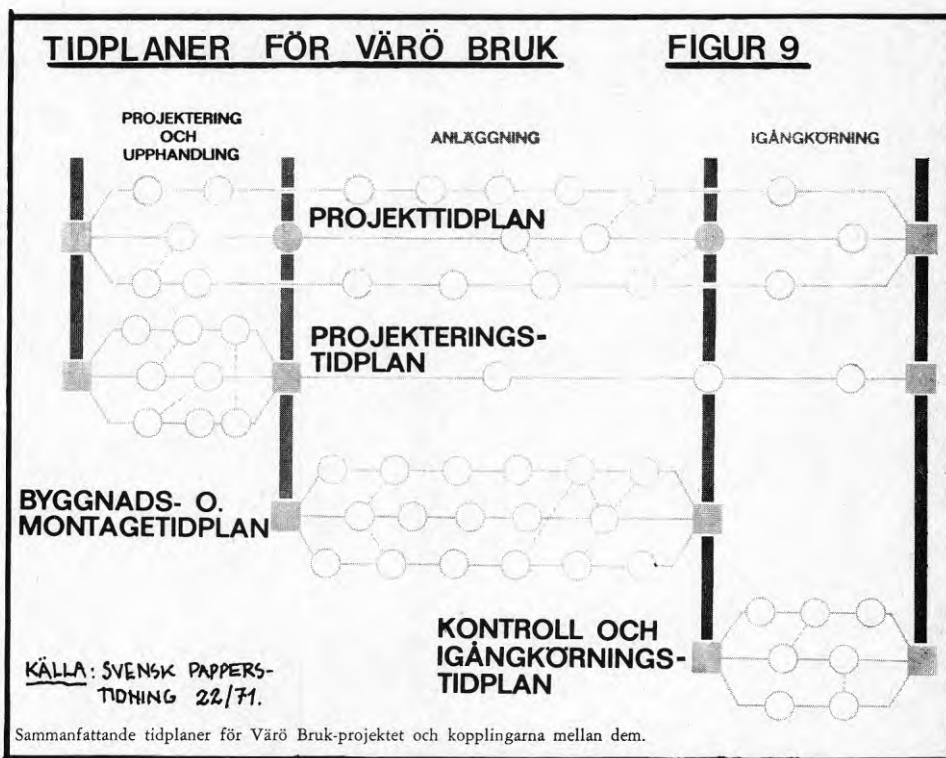 TIDPLANER FÖR VÄRÖ BRUK FIGUR 9
PROJEKTERING
OCH
UPPHANDLING
ANLÄGGNING
IGÅNGKÖRNING
PROJEKTTIDPLAN
PROJEKTERINGS-
TIDPLAN
BYGGNADS- O.
MONTAGETIDPLAN
KONTROLL OCH
IGÅNGKÖRNINGS-
TIDPLAN
KÄLLA: SVENSK PAPPERS-
TIDNING 22/71.
Sammanfattande tidplaner för Värö Bruk-projektet och kopplingarna mellan dem.